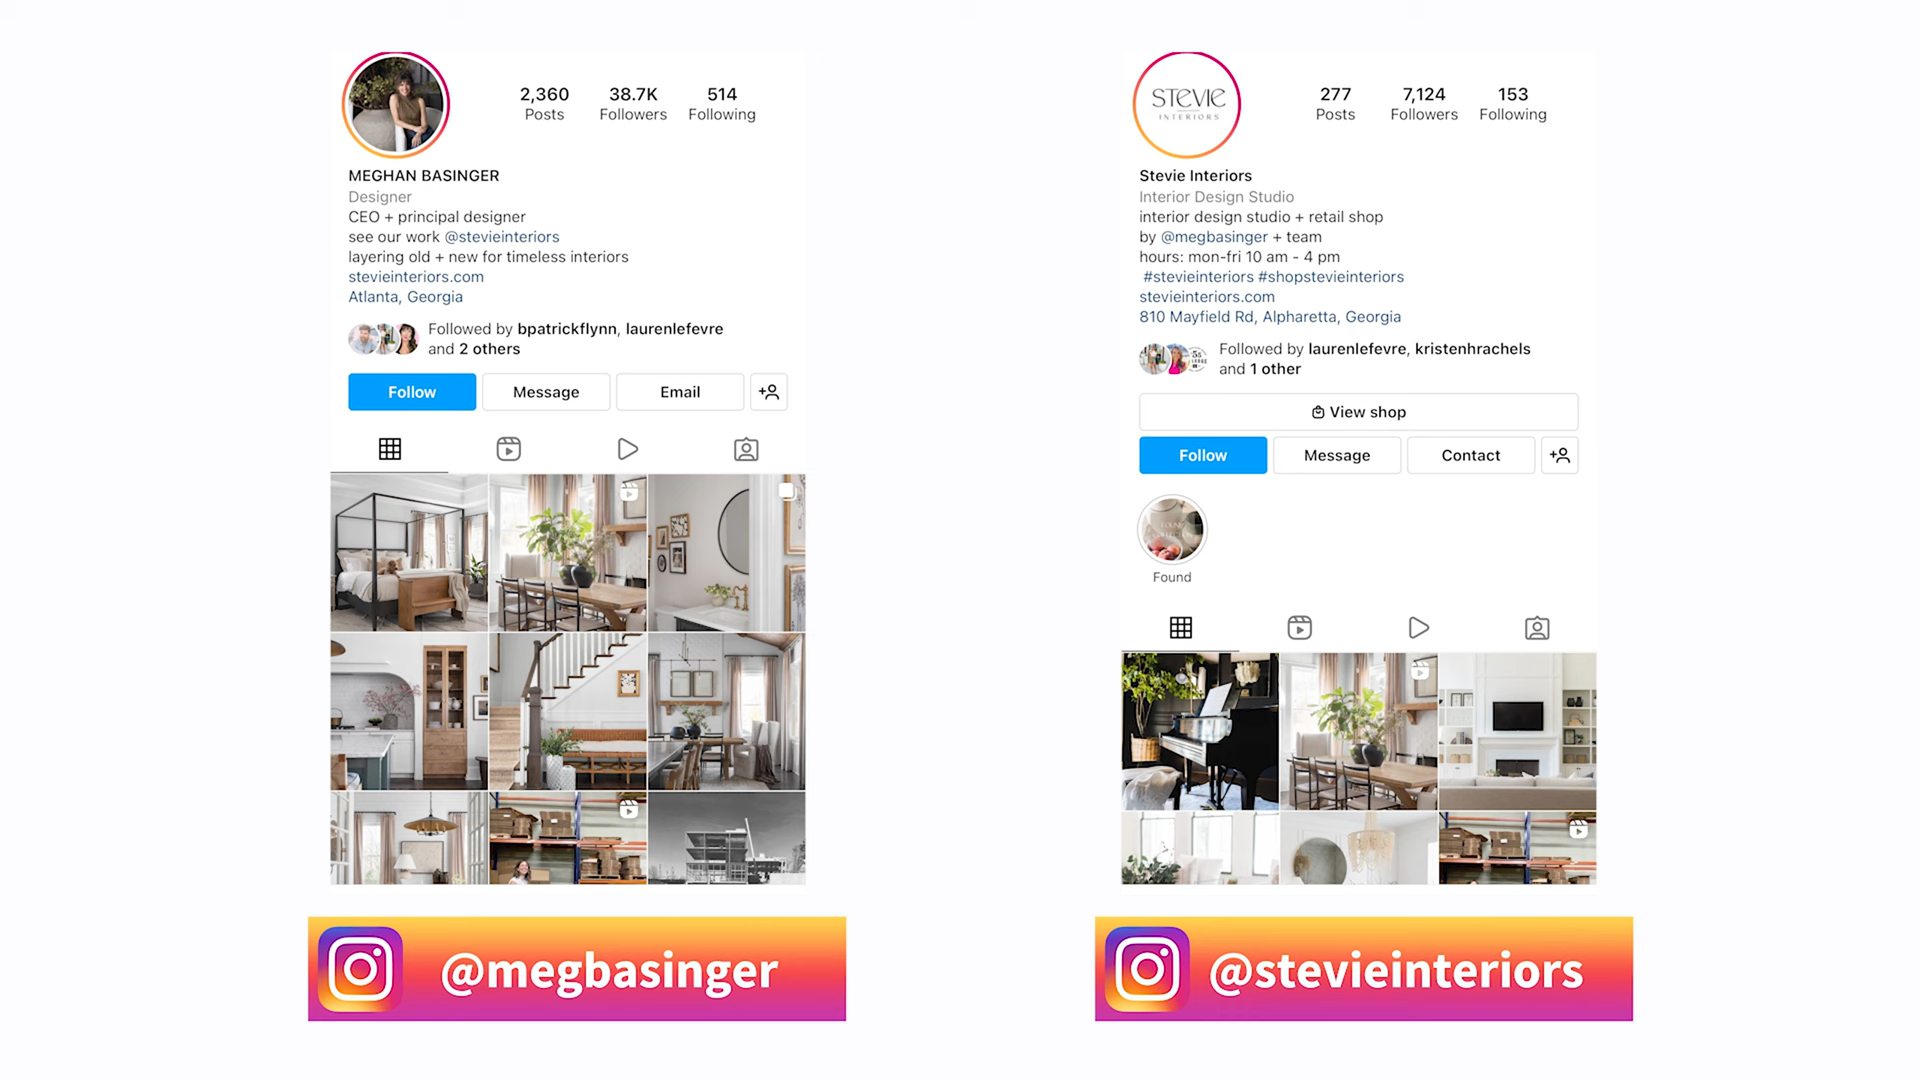 2,360
Posts
38.7K
Followers
514
Following
MEGHAN BASINGER
Designer
CEO + principal designer
see our work @stevieinteriors
layering old + new for timeless interiors
stevieinteriors.com
Atlanta, Georgia
Followed by bpatrickflynn, laurenlefevre
and 2 others
Follow
Message
Email
@megbasinger
STEVIE
INTERIORS
277
Posts
7,124
Followers
153
Following
Stevie Interiors
Interior Design Studio
interior design studio + retail shop
by @megbasinger + team
hours: mon-fri 10 am - 4 pm
#stevieinteriors #shopstevieinteriors
stevieinteriors.com
810 Mayfield Rd, Alpharetta, Georgia
Followed by laurenlefevre, kristenhrachels
and 1 other
View shop
Follow
Message
Contact
Found
@stevieinteriors